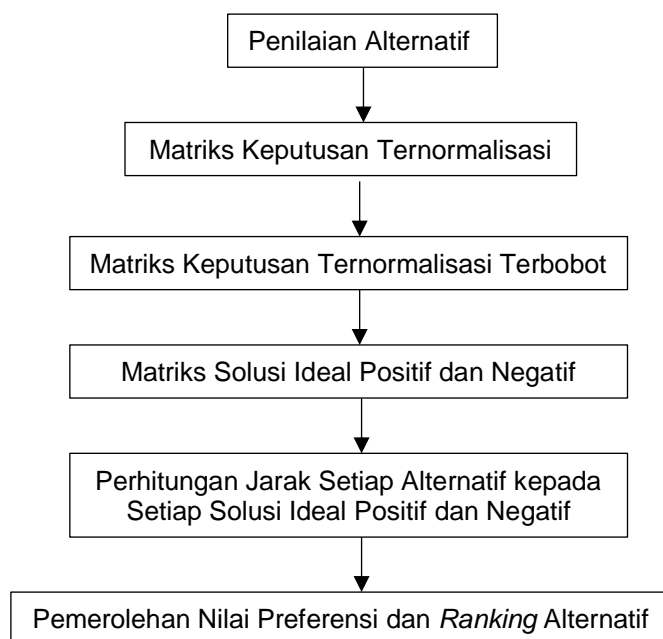 Penilaian Alternatif
Matriks Keputusan Ternormalisasi
Matriks Keputusan Ternormalisasi Terbobot
Matriks Solusi Ideal Positif dan Negatif
Perhitungan Jarak Setiap Alternatif kepada
Setiap Solusi Ideal Positif dan Negatif
Pemerolehan Nilai Preferensi dan Ranking Alternatif